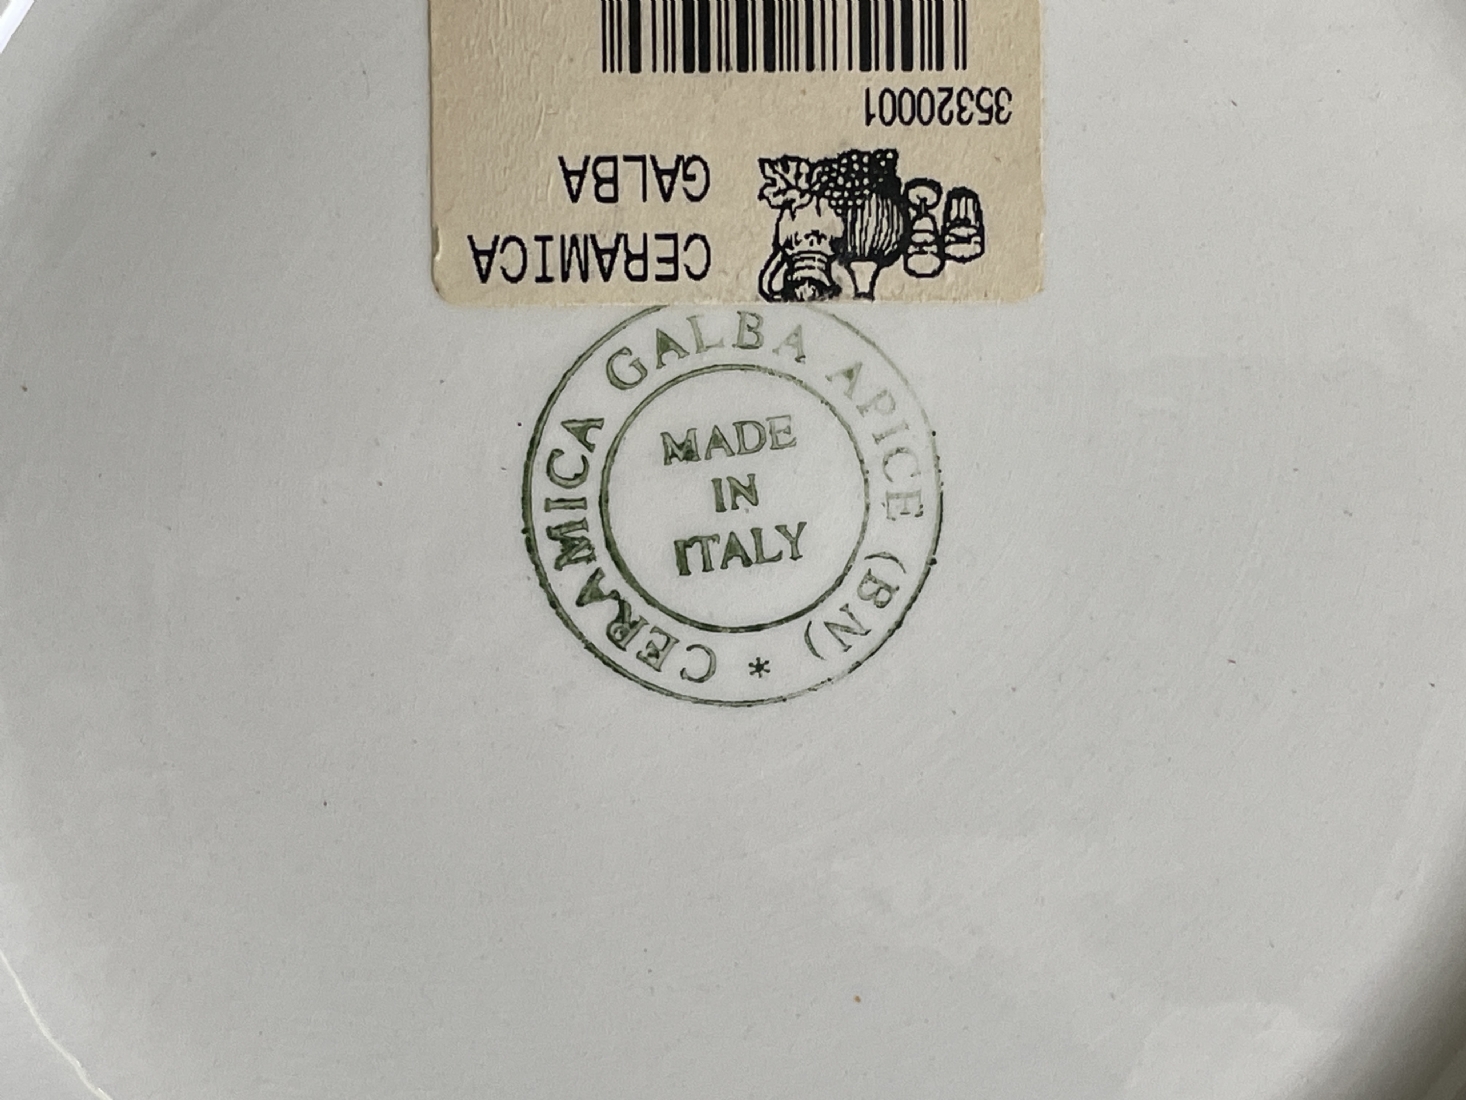 35320001
CERAMICA
GALBA
CERAMICA GALBA APICE (BN) *
MADE
IN
ITALY